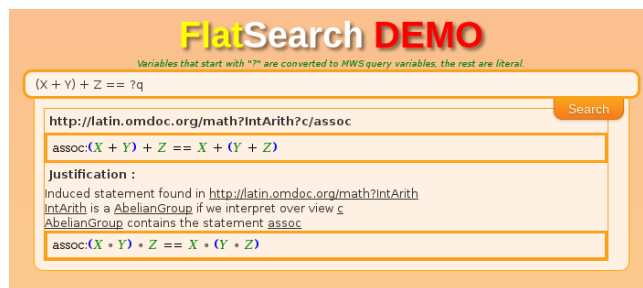 FlatSearch DEMO
Variables that start with "?" are converted to MWS query variables, the rest are literal.
(X + Y) + Z == ?q
Search
http://latin.omdoc.org/math?IntArith?c/assoc
assoc:(X + Y) + Z == X + (Y + Z)
Justification :
Induced statement found in http://latin.omdoc.org/math?IntArith
IntArith is a AbelianGroup if we interpret over view c
AbelianGroup contains the statement assoc
assoc:(X ∘ Y) ∘ Z == X ∘ (Y ∘ Z)